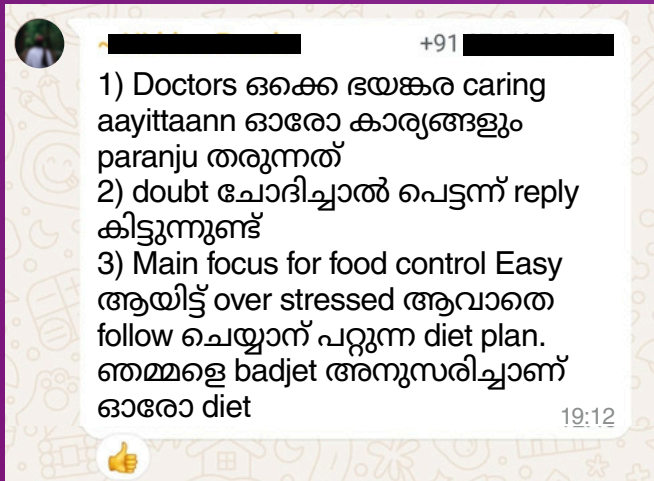 +91
1) Doctors ഒക്കെ ഭയങ്കര caring
aayittaann ഓരോ കാര്യങ്ങളും
paranju തരുന്നത്
2) doubt ചോദിച്ചാൽ പെട്ടന്ന് reply
കിട്ടുന്നുണ്ട്
3) Main focus for food control Easy
ആയിട്ട് over stressed ആവാതെ
follow ചെയ്യാന് പറ്റുന്ന diet plan.
ഞമ്മളെ badjet അനുസരിച്ചാണ്
ഓരോ diet
19:12